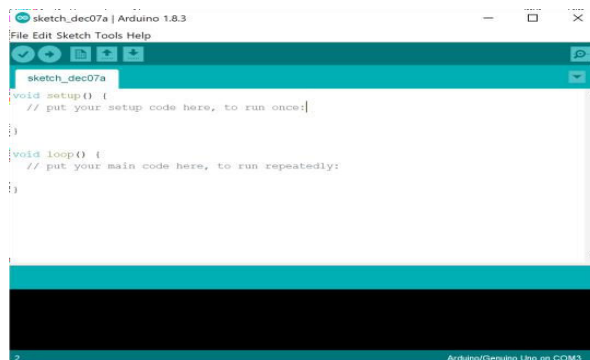 sketch_dec07a | Arduino 1.8.3
File Edit Sketch Tools Help
sketch_dec07a
void setup() {
// put your setup code here, to run once:
}
void loop() {
// put your main code here, to run repeatedly:
}
2
Arduino/Genuino Uno on COM3